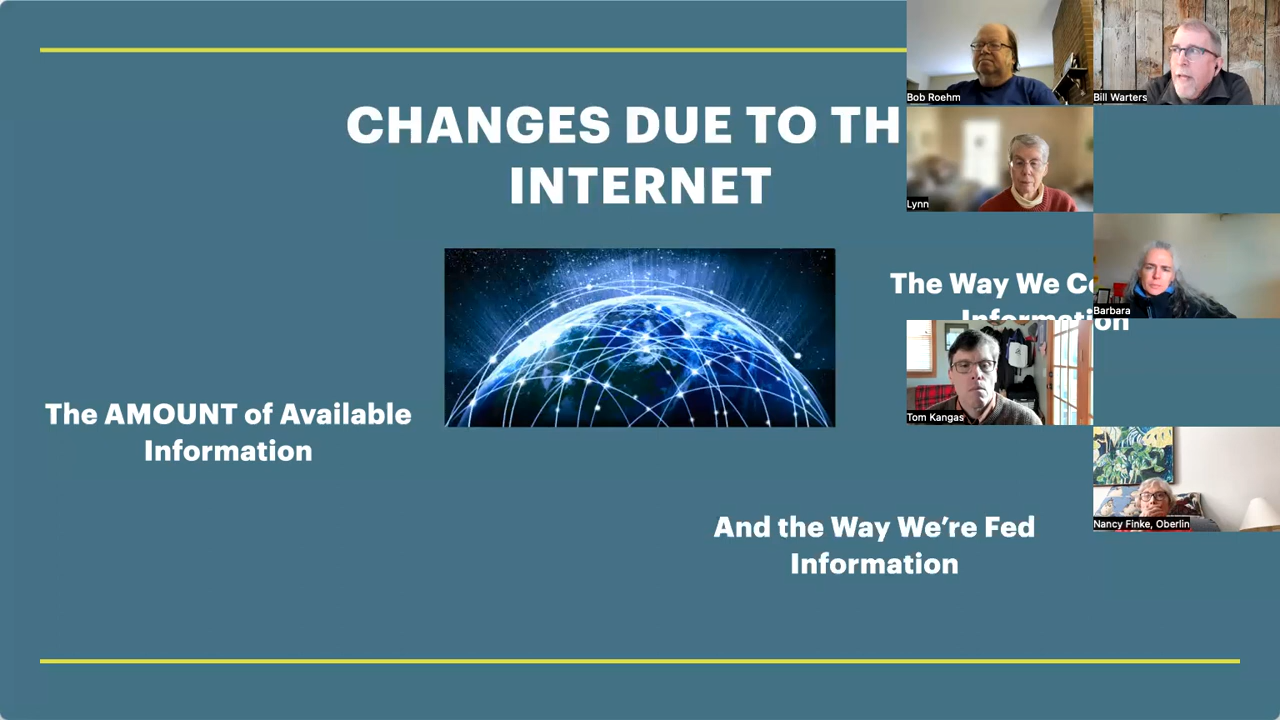 CHANGES DUE TO TH
INTERNET
The Way We
Information
The AMOUNT of Available
Information
And the Way We’re Fed
Information
Bob Roehm
Bill Warters
Lynn
Barbara
Tom Kangas
Nancy Finke, Oberlin